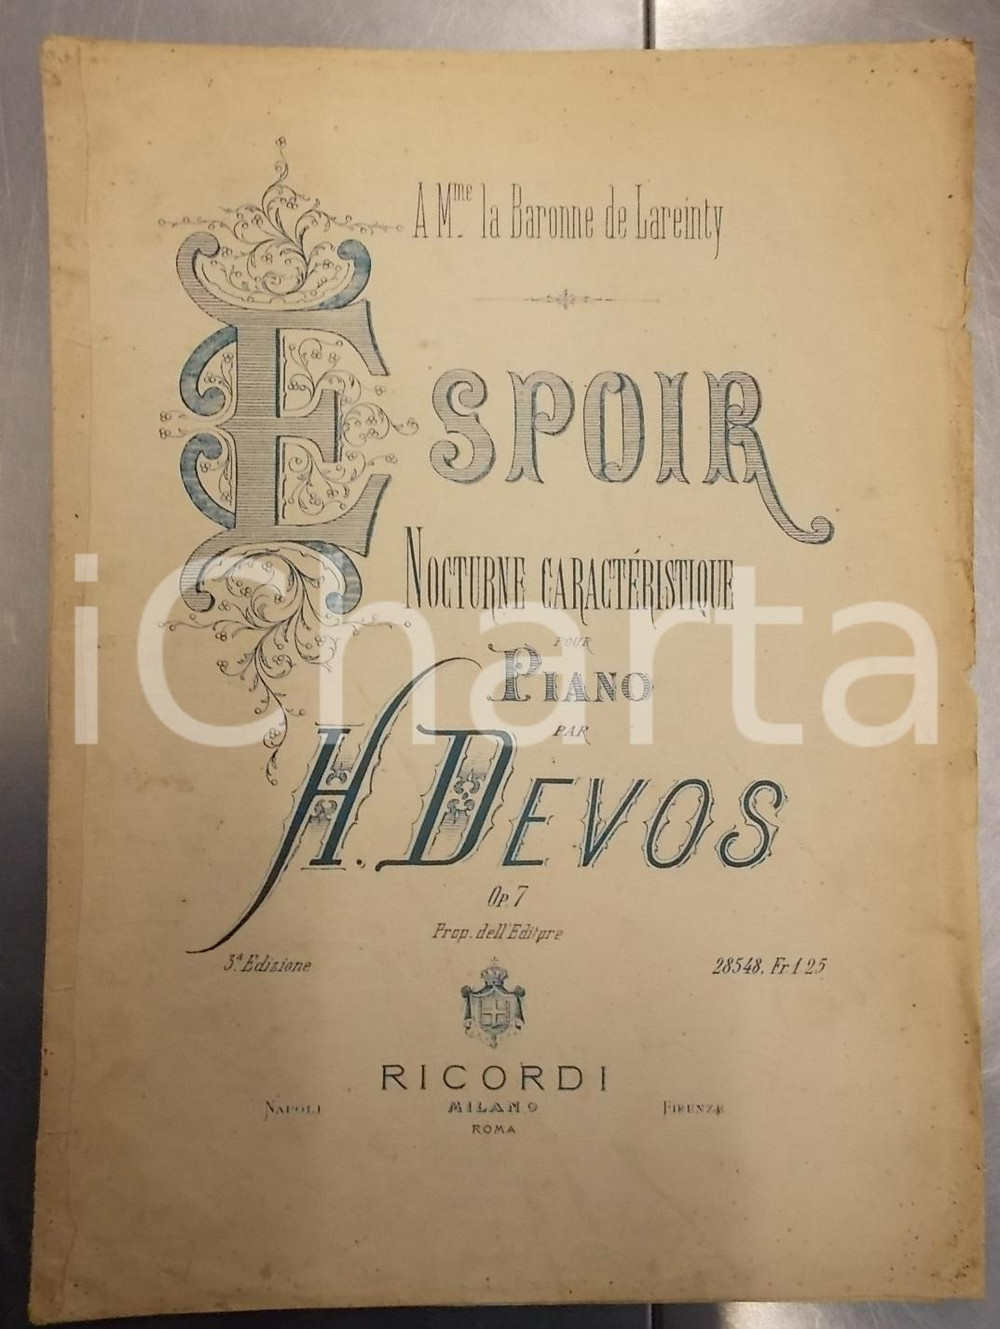 A Mme la Baronne de Lareinty
ESPOIR
NOCTURNE CARACTÉRISTIQUE
POUR
PIANO
PAR
H. DEVOS
Op. 7
Prop. dell'Editore
3.ª Edizione
28548. Fr. 1 25
RICORDI
NAPOLI
MILANO
FIRENZE
ROMA
iCharta